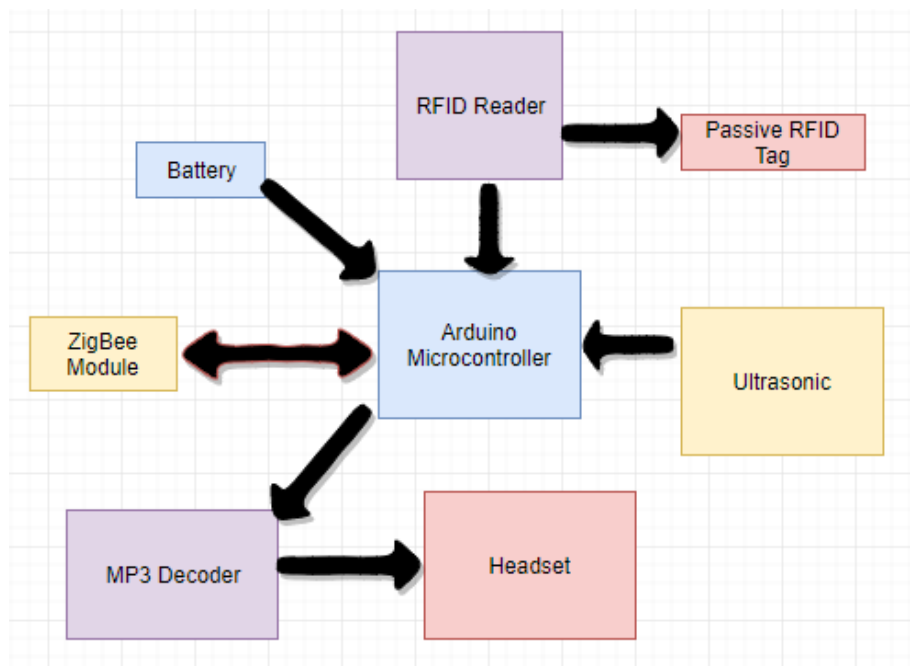 RFID Reader
Passive RFID
Tag
Battery
Arduino
Microcontroller
ZigBee
Module
Ultrasonic
MP3 Decoder
Headset